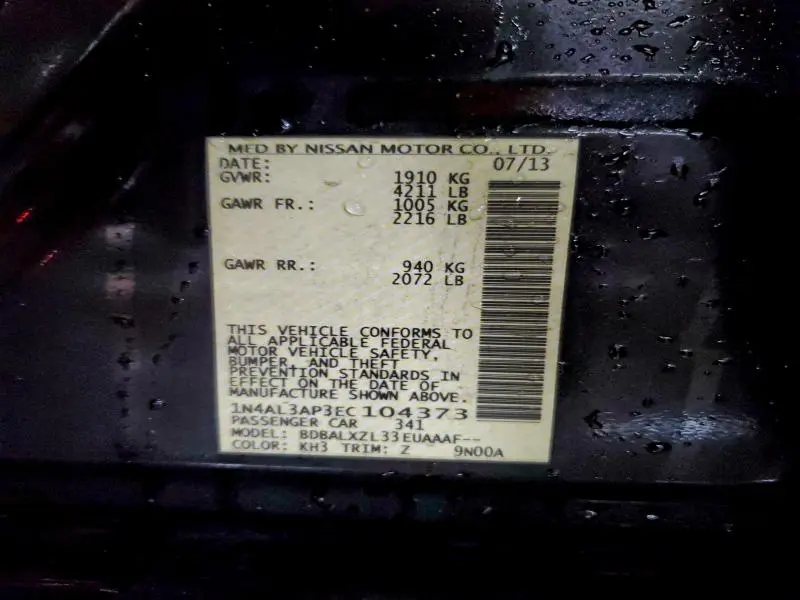 MFD BY NISSAN MOTOR CO., LTD.
DATE: 07/13
GVWR: 1910 KG
4211 LB
GAWR FR.: 1005 KG
2216 LB
GAWR RR.: 940 KG
2072 LB
THIS VEHICLE CONFORMS TO
ALL APPLICABLE FEDERAL
MOTOR VEHICLE SAFETY,
BUMPER, AND THEFT
PREVENTION STANDARDS IN
EFFECT ON THE DATE OF
MANUFACTURE SHOWN ABOVE.
1N4AL3AP3EC104373
PASSENGER CAR 341
MODEL: BDBALXZL33EUAAAF--
COLOR: KH3 TRIM: Z 9N00A